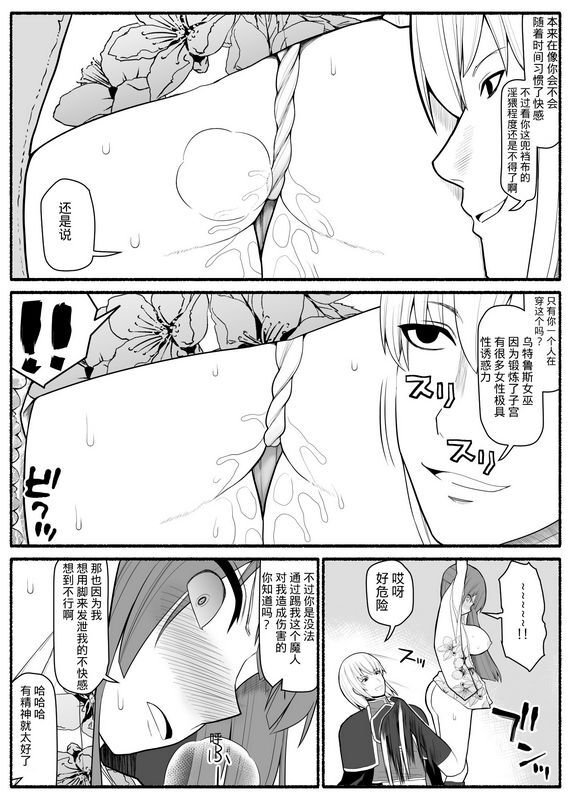 本来在像你会不会
随着时间习惯了快感
不过看你这兜裆布的
淫猥程度还是不得了啊
还是说
只有你一个人在
穿这个吗？
乌特鲁斯女巫
因为锻炼了子宫
有很多女性极具
性诱惑力
!!
スリ
スリ
ビクッ
~~~~~!!
哎呀
好危险
ブンッ
不过你是没法
通过踢我这个魔人
对我造成伤害的
你知道吗？
那也因为我
想用脚来发泄我的不快感
想到不行啊
呼
哈哈哈
有精神就
太好了